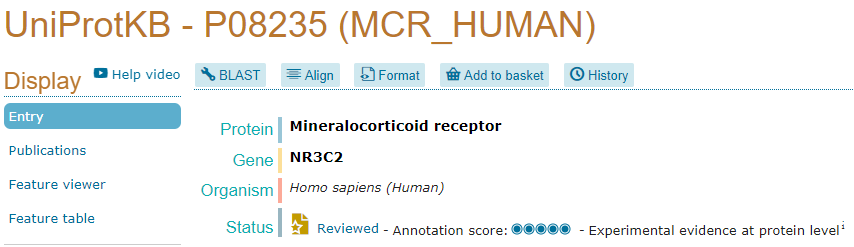 UniProtKB - P08235 (MCR_HUMAN)
Display
Help video
BLAST
Align
Format
Add to basket
History
Entry
Publications
Feature viewer
Feature table
Protein Mineralocorticoid receptor
Gene NR3C2
Organism Homo sapiens (Human)
Status Reviewed - Annotation score: - Experimental evidence at protein level i